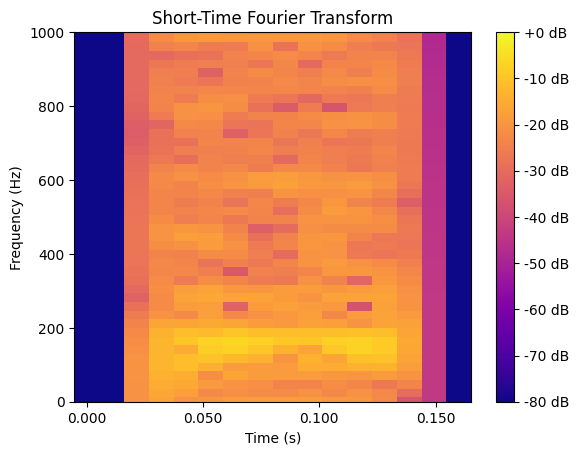 Short-Time Fourier Transform
Frequency (Hz)
1000
800
600
400
200
0
0.000
0.050
0.100
0.150
Time (s)
+0 dB
-10 dB
-20 dB
-30 dB
-40 dB
-50 dB
-60 dB
-70 dB
-80 dB